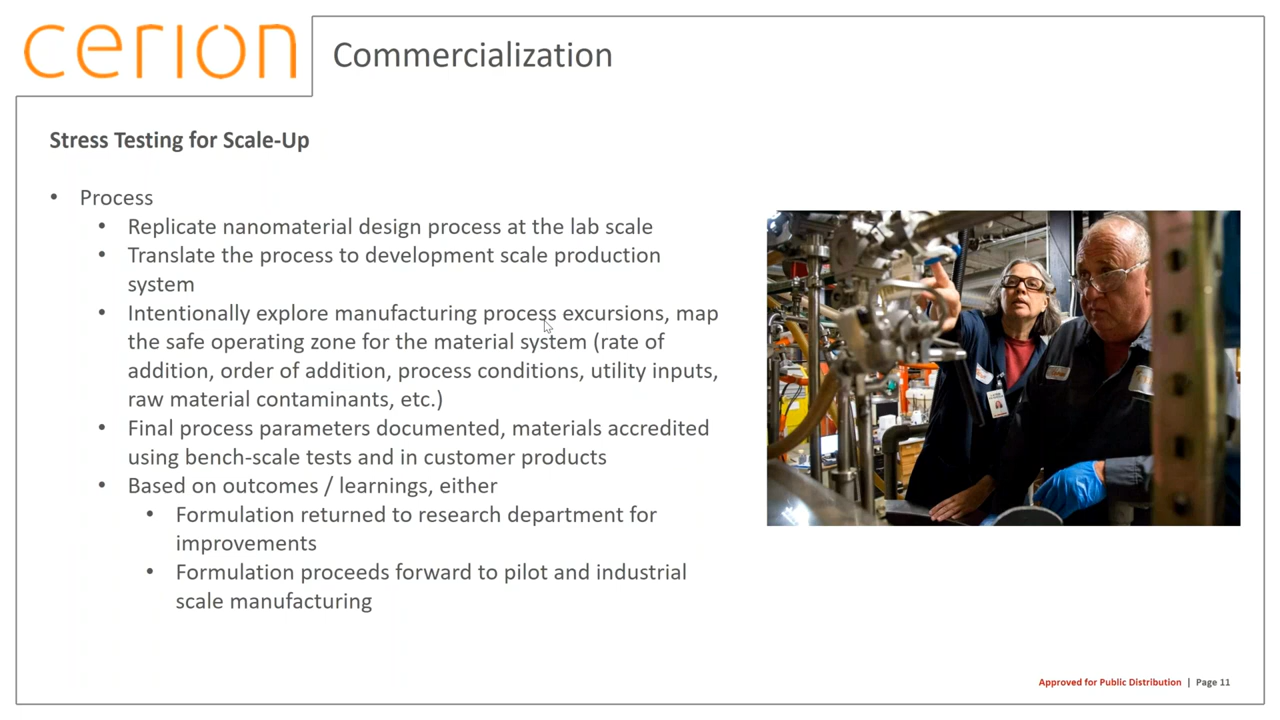 cerion
Commercialization
Stress Testing for Scale-Up
• Process
• Replicate nanomaterial design process at the lab scale
• Translate the process to development scale production
system
• Intentionally explore manufacturing process excursions, map
the safe operating zone for the material system (rate of
addition, order of addition, process conditions, utility inputs,
raw material contaminants, etc.)
• Final process parameters documented, materials accredited
using bench-scale tests and in customer products
• Based on outcomes / learnings, either
• Formulation returned to research department for
improvements
• Formulation proceeds forward to pilot and industrial
scale manufacturing
Approved for Public Distribution | Page 11